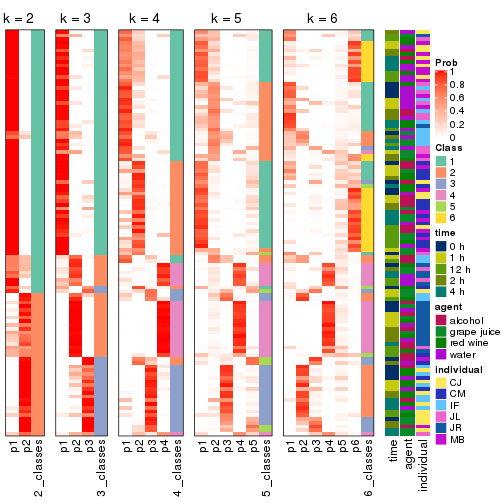 k = 2 k = 3 k = 4 k = 5 k = 6
p1 p2 2_classes p1 p2 p3 3_classes p1 p2 p3 p4 4_classes p1 p2 p3 p4 p5 5_classes p1 p2 p3 p4 p5 p6 6_classes time agent individual
Prob
1
0.8
0.6
0.4
0.2
0
Class
1
2
3
4
5
6
time
0 h
1 h
12 h
2 h
4 h
agent
alcohol
grape juice
red wine
water
individual
CJ
CM
IF
JL
JR
MB